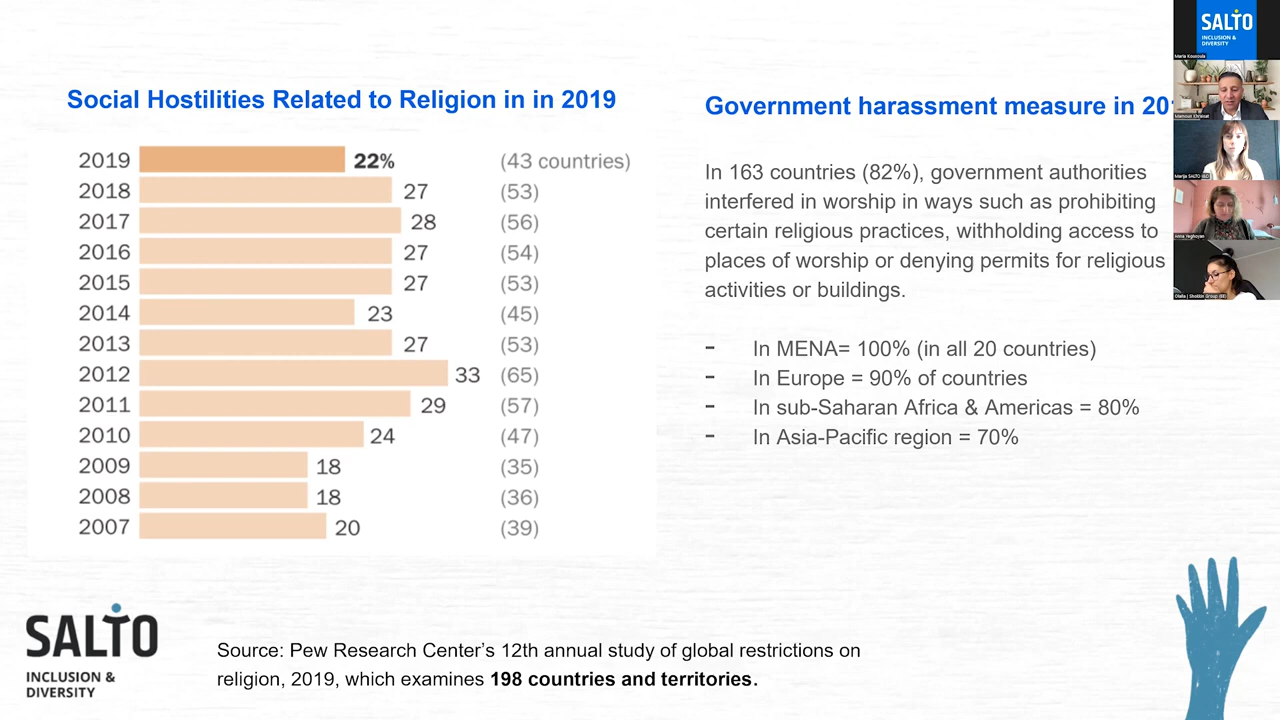 Social Hostilities Related to Religion in in 2019
2019 22% (43 countries)
2018 27 (53)
2017 28 (56)
2016 27 (54)
2015 27 (53)
2014 23 (45)
2013 27 (53)
2012 33 (65)
2011 29 (57)
2010 24 (47)
2009 18 (35)
2008 18 (36)
2007 20 (39)
Government harassment measure in 20
In 163 countries (82%), government authorities
interfered in worship in ways such as prohibiting
certain religious practices, withholding access to
places of worship or denying permits for religious
activities or buildings.
- In MENA= 100% (in all 20 countries)
- In Europe = 90% of countries
- In sub-Saharan Africa & Americas = 80%
- In Asia-Pacific region = 70%
SALTO
INCLUSION &
DIVERSITY
Source: Pew Research Center’s 12th annual study of global restrictions on
religion, 2019, which examines 198 countries and territories.
SALTO
INCLUSION &
DIVERSITY
Maria Kousoula
Marija SALTO I&D
Anna Yeghoyan